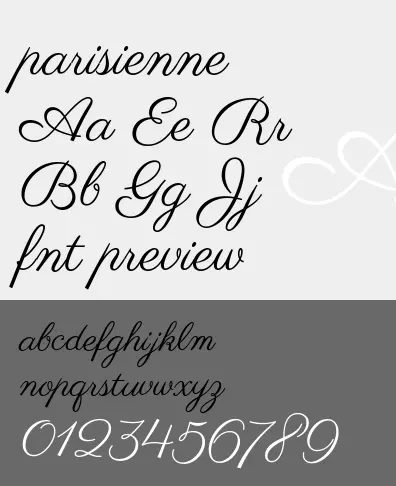 parisienne
Aa Ee Rr
Bb Gg Jj
fnt preview
A
abcdefghijklm
nopqrstuvwxyz
0123456789